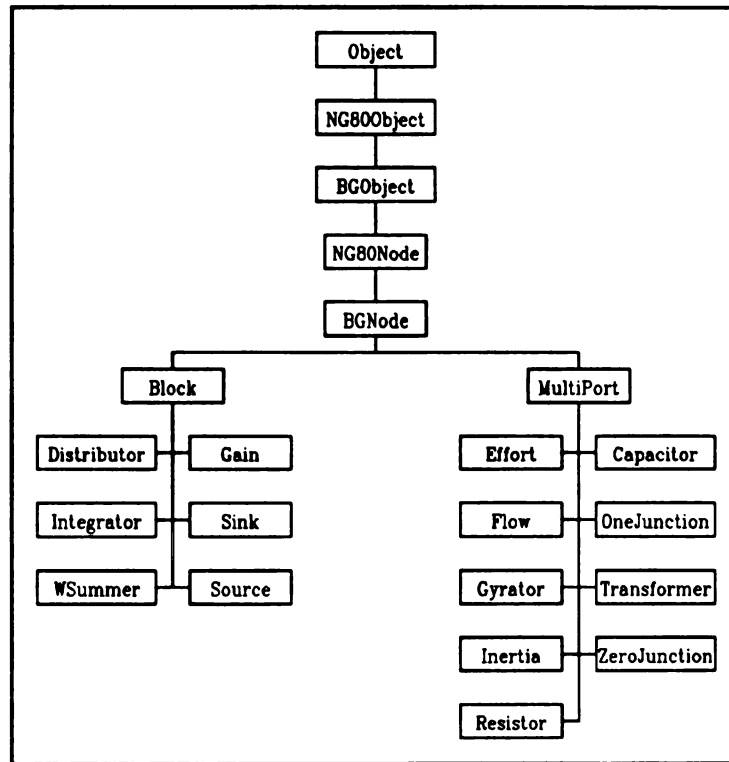 Object
NG80Object
BGObject
NG80Node
BGNode
Block MultiPort
Distributor Gain Effort Capacitor
Integrator Sink Flow OneJunction
WSummer Source Gyrator Transformer
Inertia ZeroJunction
Resistor